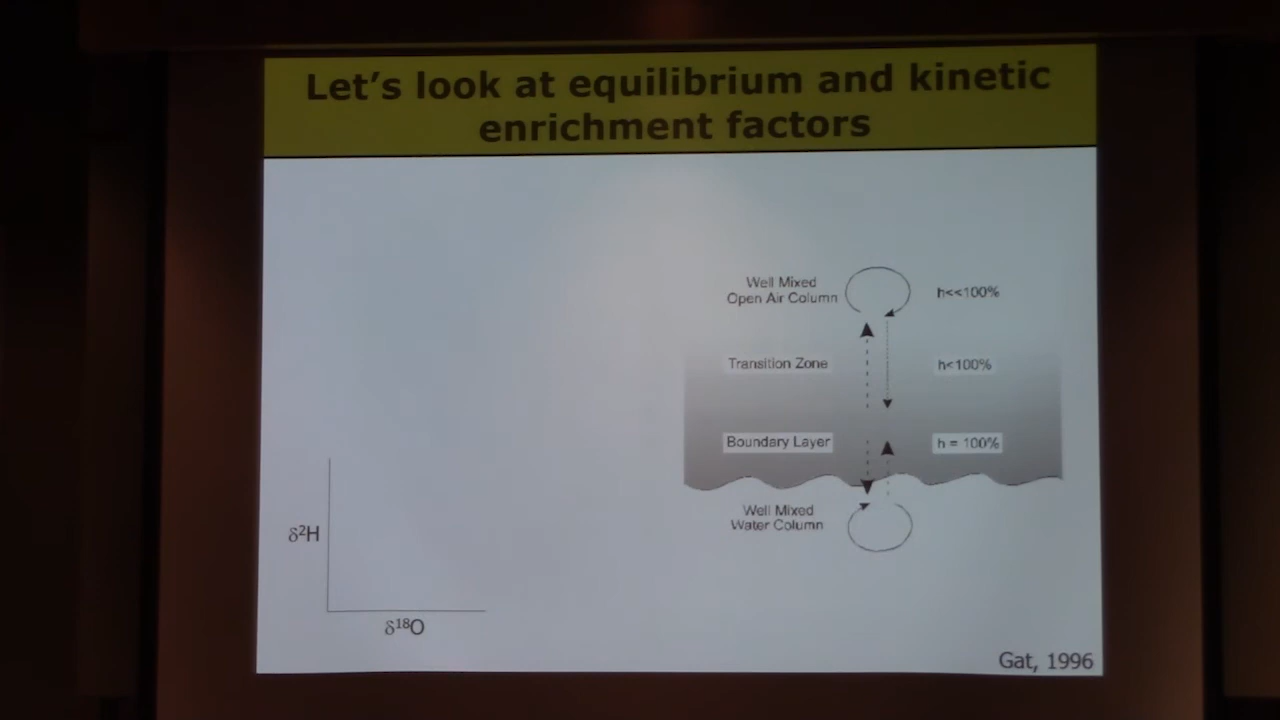 Let's look at equilibrium and kinetic
enrichment factors
Well Mixed
Open Air Column
h<<100%
Transition Zone
h<100%
Boundary Layer
h = 100%
Well Mixed
Water Column
δ²H
δ¹⁸O
Gat, 1996